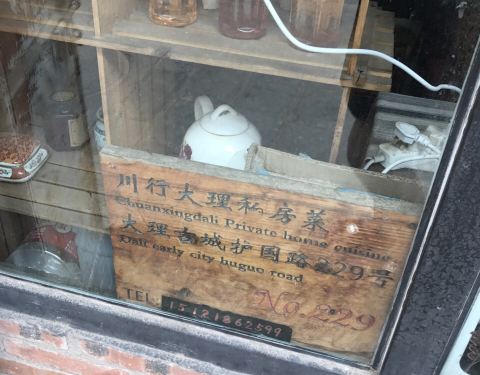 川行大理私房菜
Chuanxingdali Private home cuisine
大理古城护国路229号
Dali early city huguo road
TEL: 15121862599
No.229